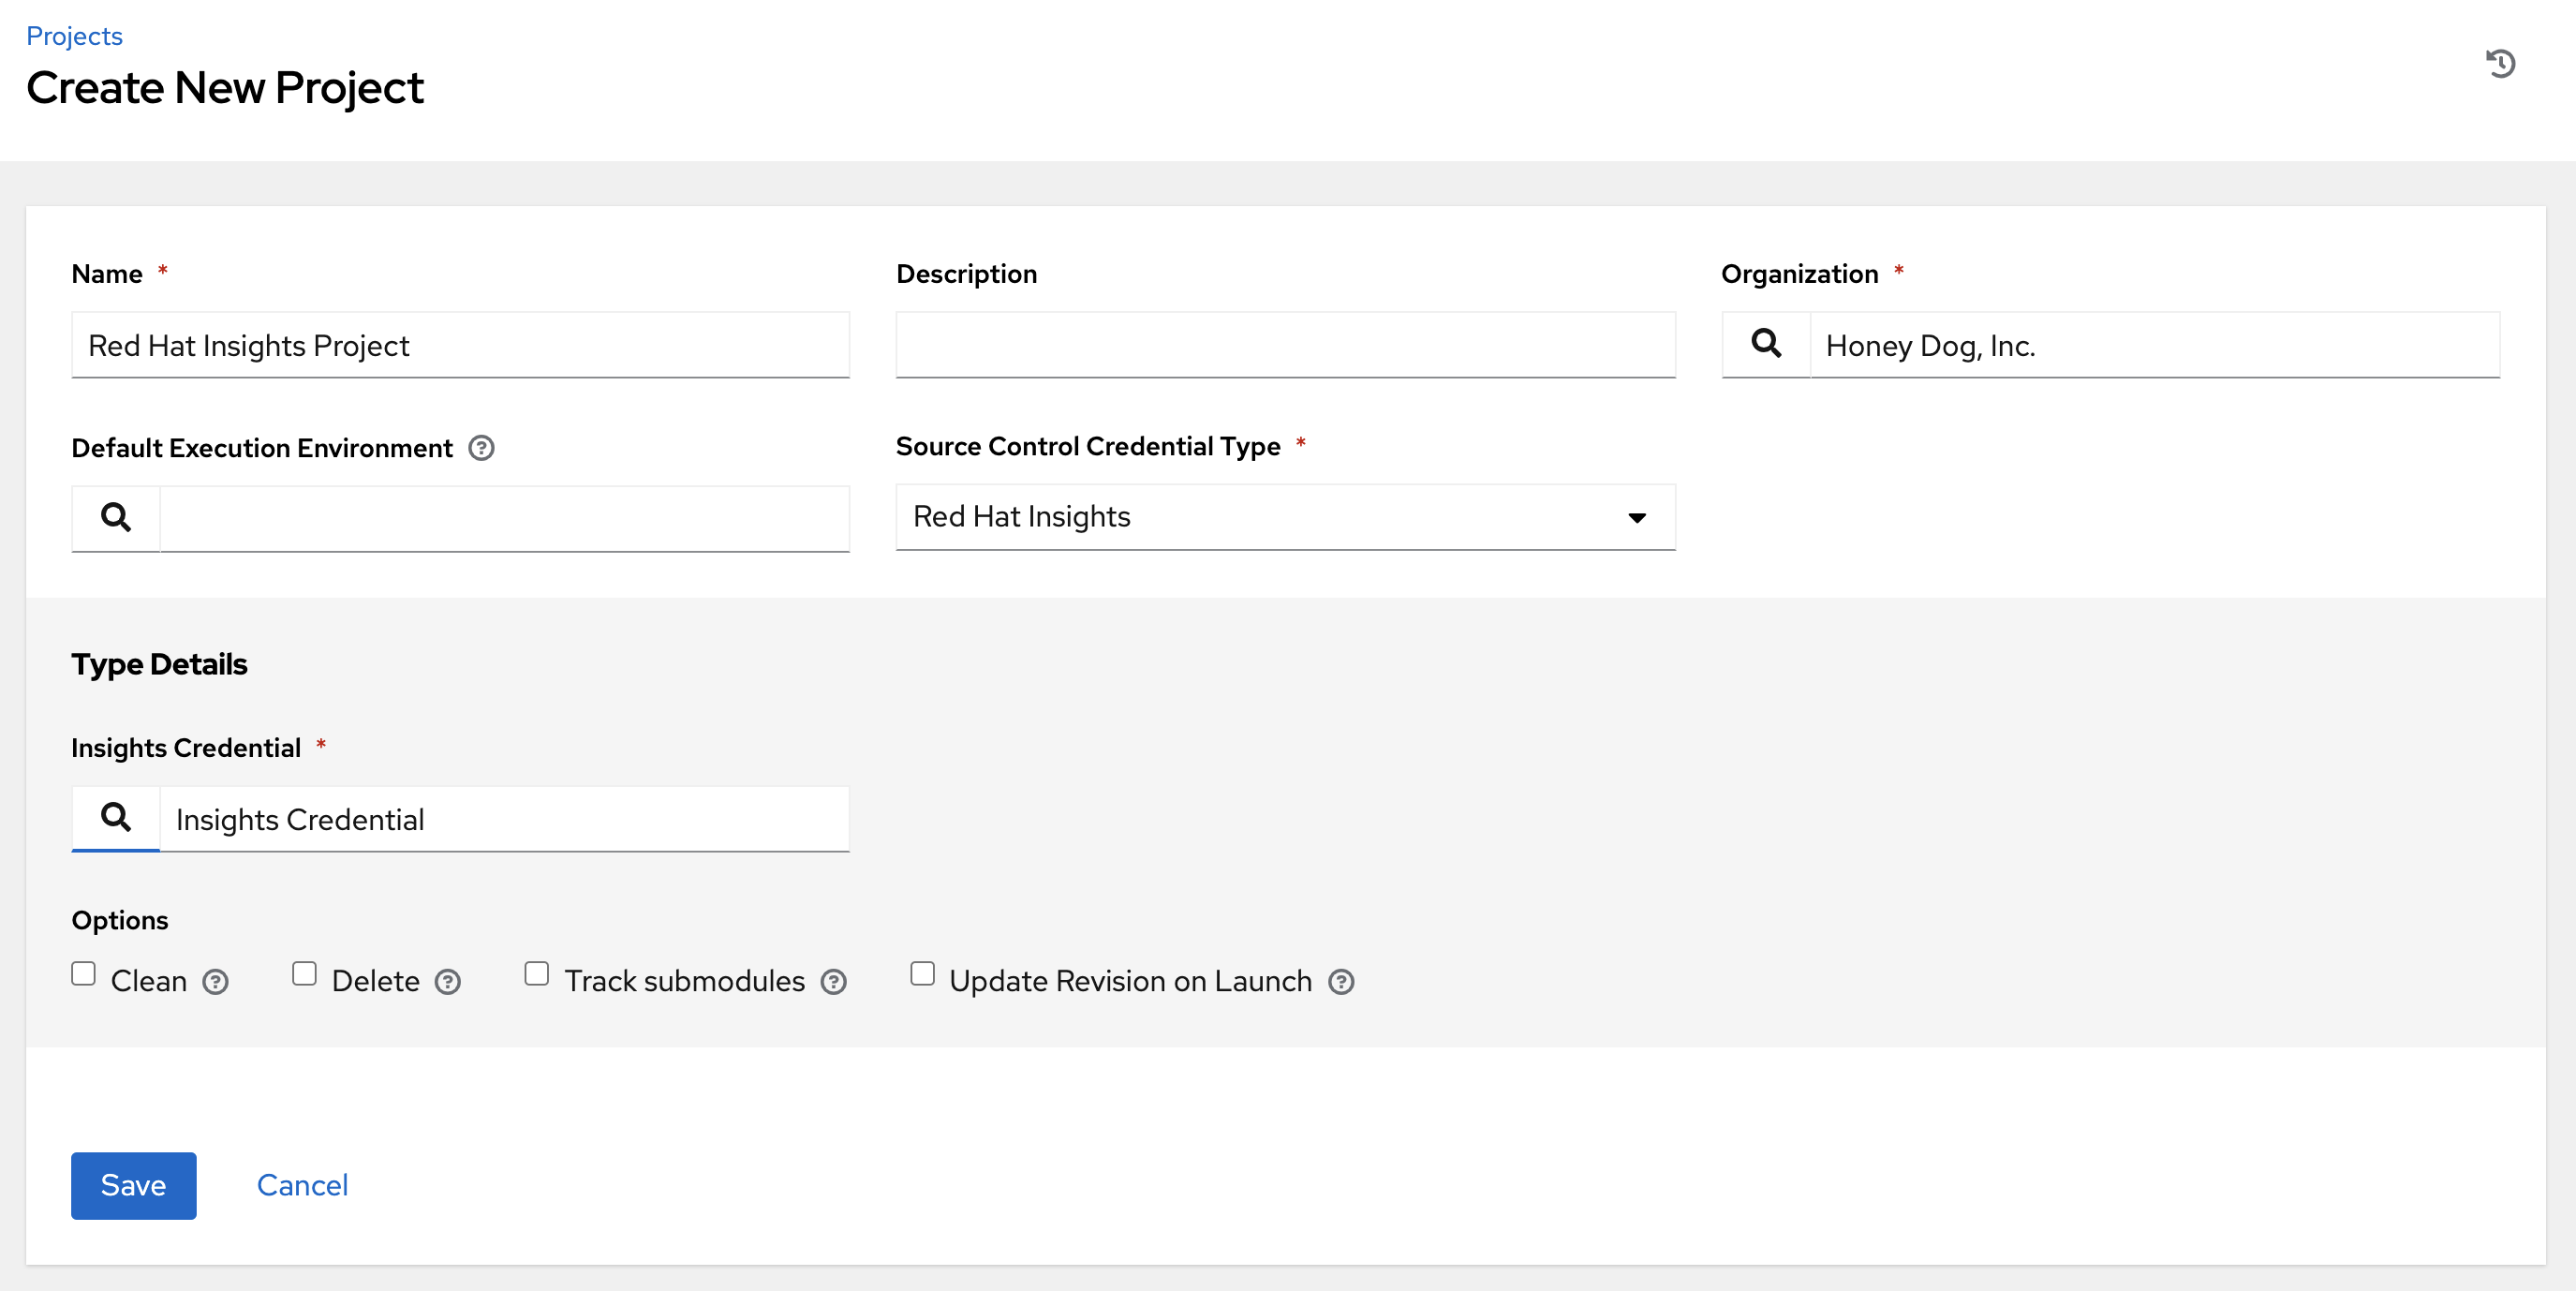 Projects
Create New Project
Name *
Description
Organization *
Red Hat Insights Project
Honey Dog, Inc.
Default Execution Environment ?
Source Control Credential Type *
Red Hat Insights
Type Details
Insights Credential *
Insights Credential
Options
Clean ? Delete ? Track submodules ? Update Revision on Launch ?
Save Cancel